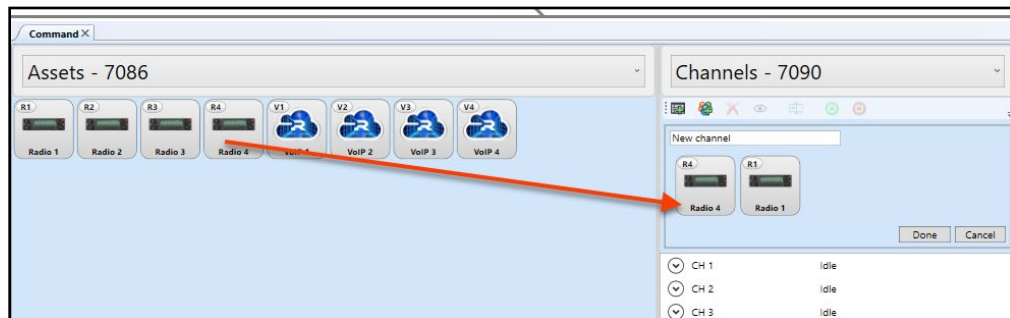 Command ×
Assets - 7086
R1 R2 R3 R4 V1 V2 V3 V4
Radio 1 Radio 2 Radio 3 Radio 4 VoIP 1 VoIP 2 VoIP 3 VoIP 4
Channels - 7090
New channel
R4 R1
Radio 4 Radio 1
Done Cancel
CH 1 Idle
CH 2 Idle
CH 3 Idle